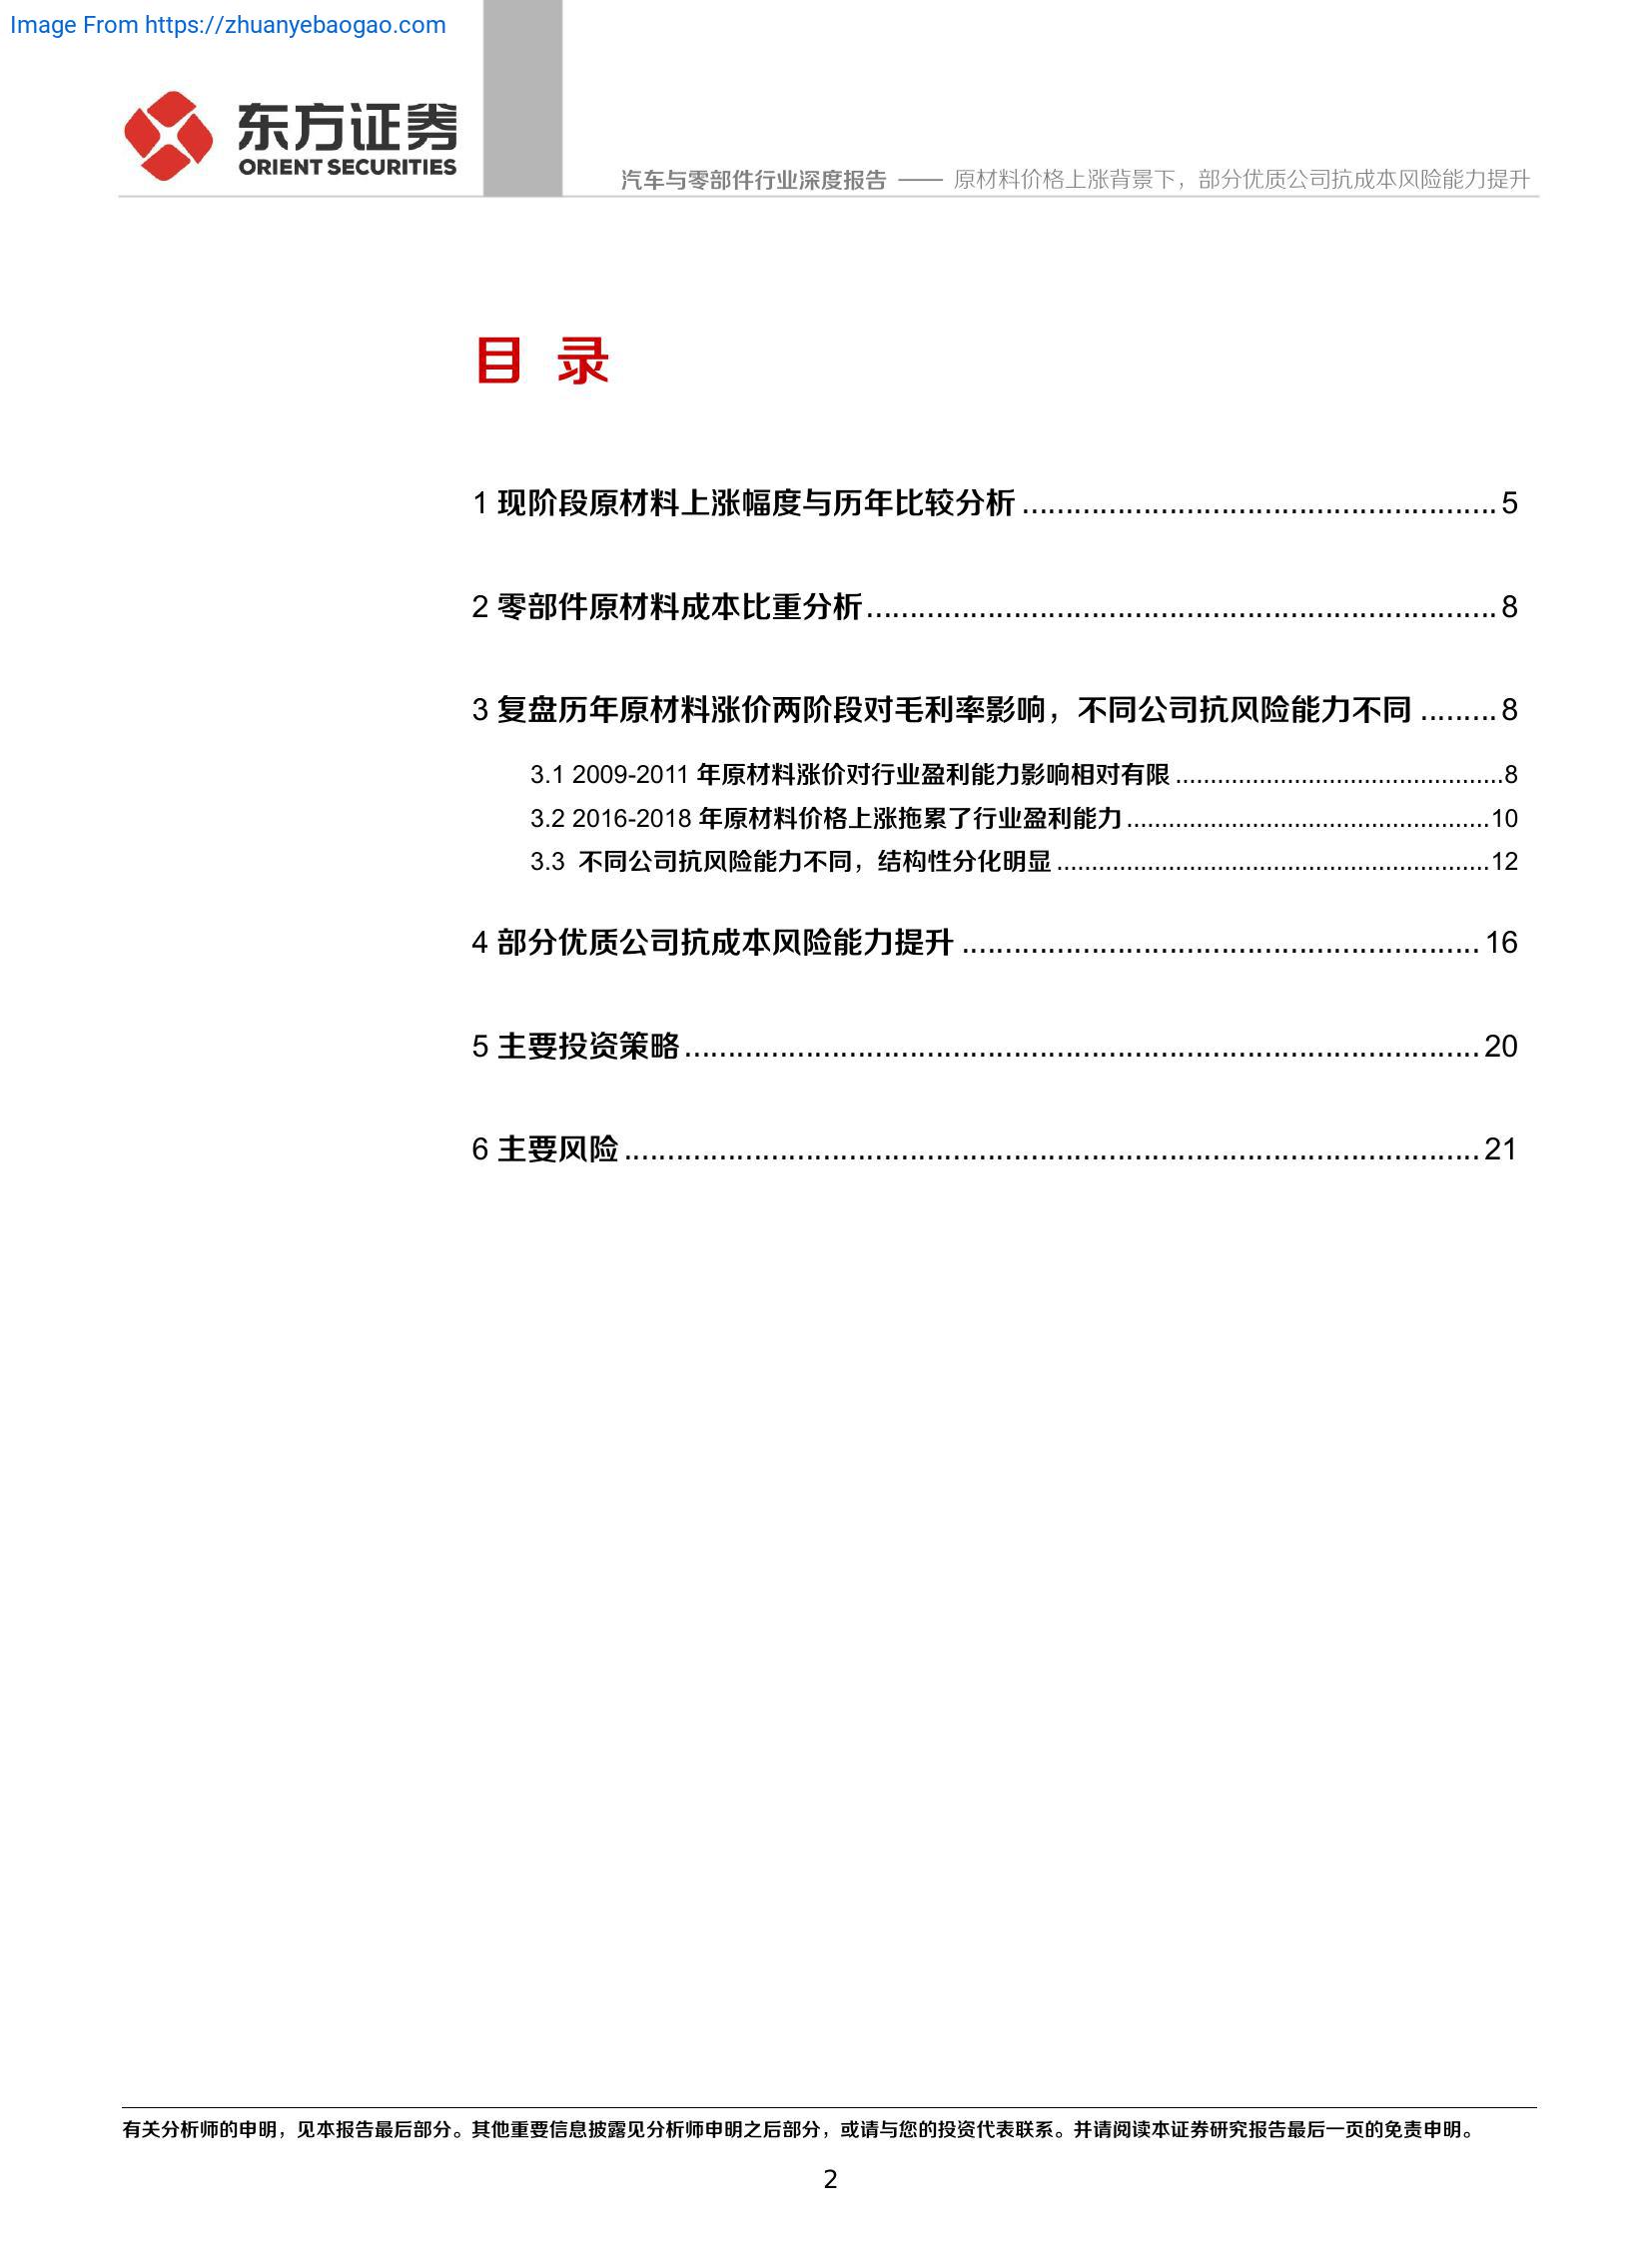 Image From https://zhuanyebaogao.com
东方证券
ORIENT SECURITIES
汽车与零部件行业深度报告 —— 原材料价格上涨背景下，部分优质公司抗成本风险能力提升
目 录
1 现阶段原材料上涨幅度与历年比较分析 ....................................................... 5
2 零部件原材料成本比重分析......................................................................... 8
3 复盘历年原材料涨价两阶段对毛利率影响，不同公司抗风险能力不同 ......... 8
3.1 2009-2011 年原材料涨价对行业盈利能力影响相对有限 ...............................................8
3.2 2016-2018 年原材料价格上涨拖累了行业盈利能力 ....................................................10
3.3  不同公司抗风险能力不同，结构性分化明显 ..............................................................12
4 部分优质公司抗成本风险能力提升 ............................................................ 16
5 主要投资策略............................................................................................ 20
6 主要风险 ................................................................................................... 21
有关分析师的申明，见本报告最后部分。其他重要信息披露见分析师申明之后部分，或请与您的投资代表联系。并请阅读本证券研究报告最后一页的免责申明。
2